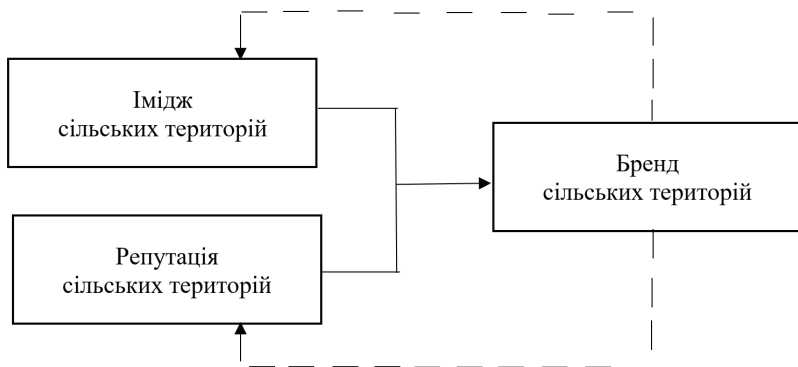 Імідж
сільських територій
Бренд
сільських територій
Репутація
сільських територій